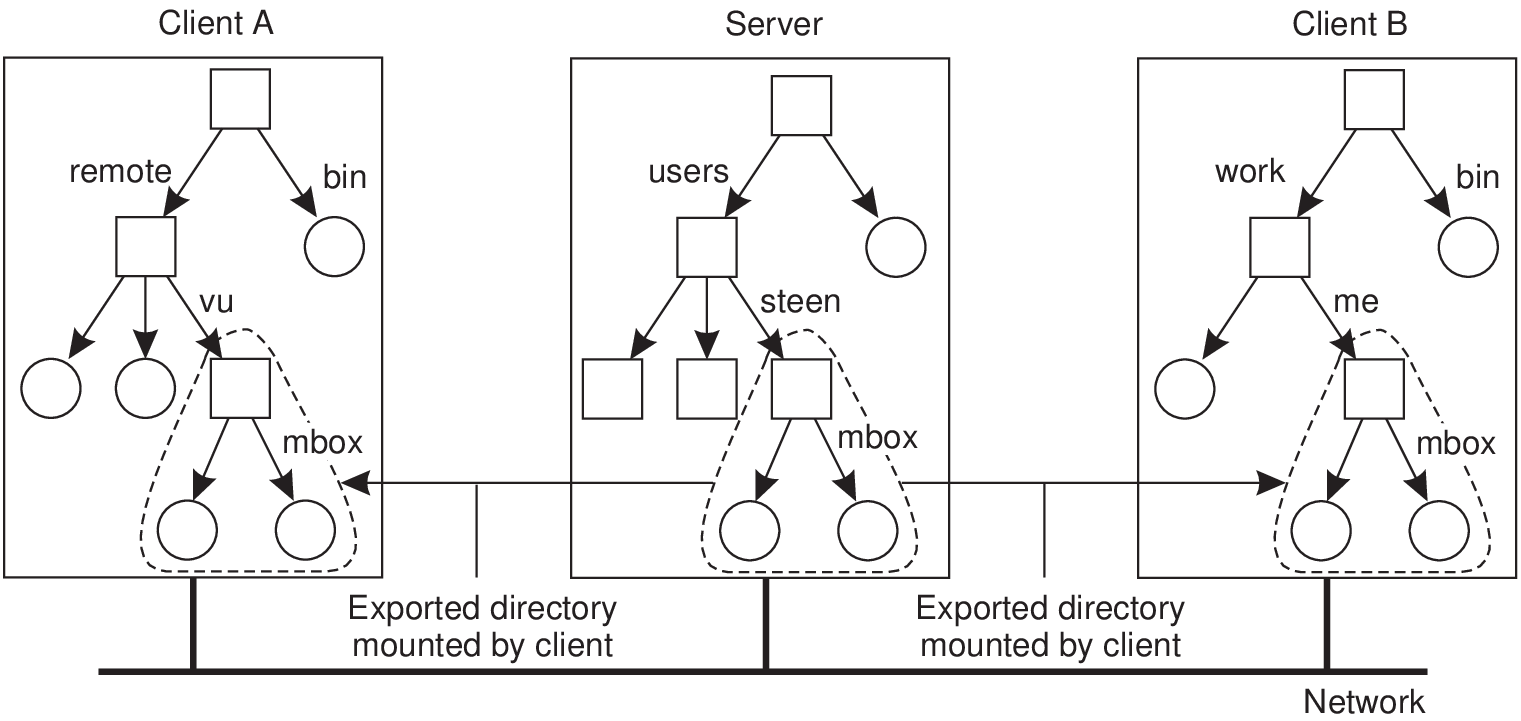 Client A
Server
Client B
remote
bin
users
work
bin
vu
steen
me
mbox
mbox
mbox
Exported directory
mounted by client
Exported directory
mounted by client
Network